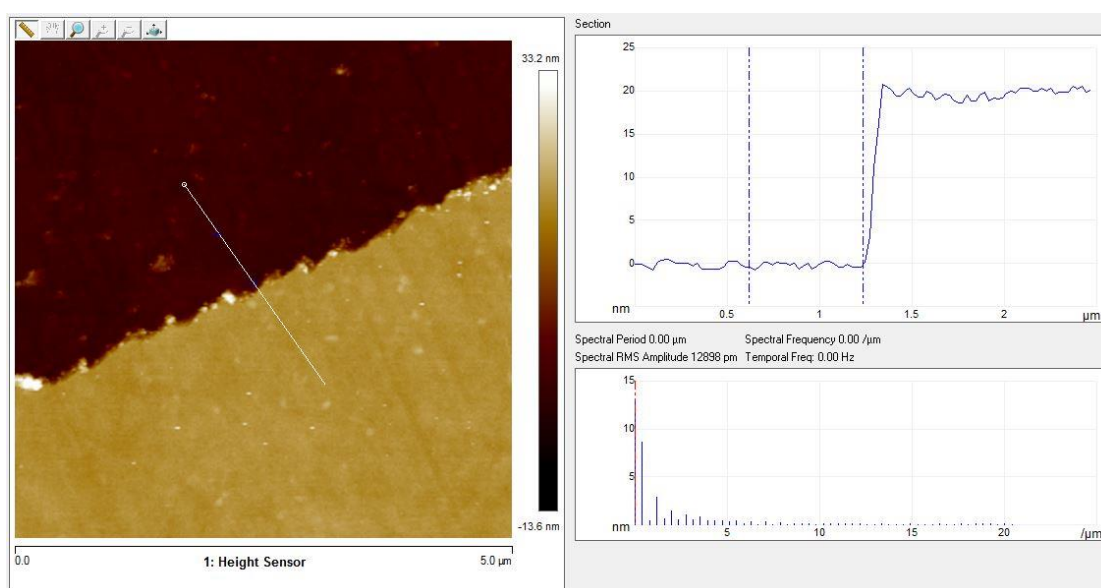 33.2 nm
-13.6 nm
0.0
1: Height Sensor
5.0 µm
Section
25
20
15
10
5
0
nm
0.5
1
1.5
2
µm
Spectral Period 0.00 µm Spectral Frequency 0.00 /µm
Spectral RMS Amplitude 12898 pm Temporal Freq: 0.00 Hz
15
10
5
nm
5
10
15
20
/µm